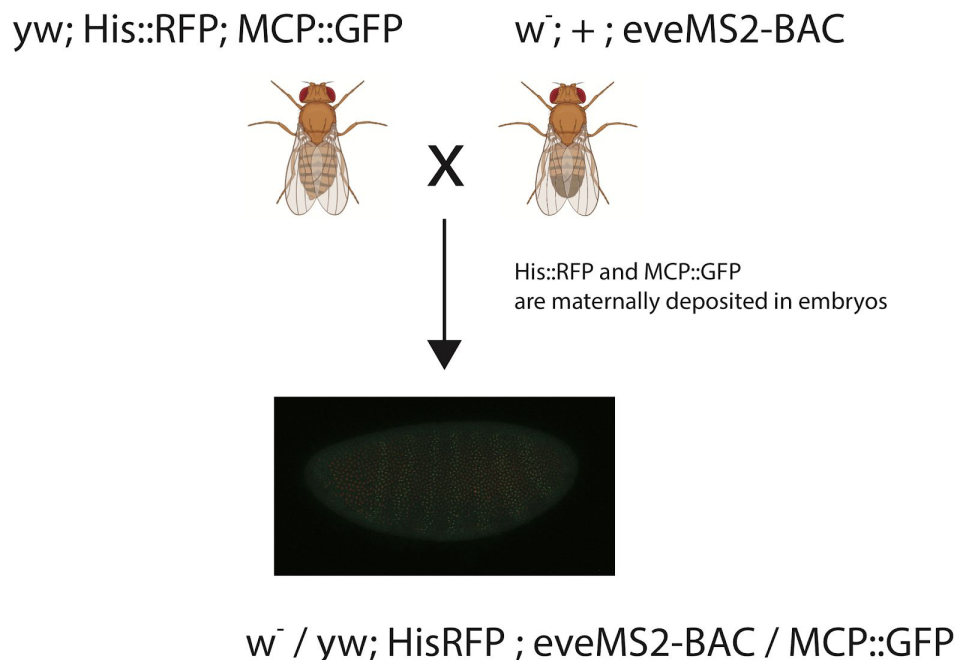 yw; His::RFP; MCP::GFP
w⁻; + ; eveMS2-BAC
X
His::RFP and MCP::GFP
are maternally deposited in embryos
w⁻ / yw; HisRFP ; eveMS2-BAC / MCP::GFP